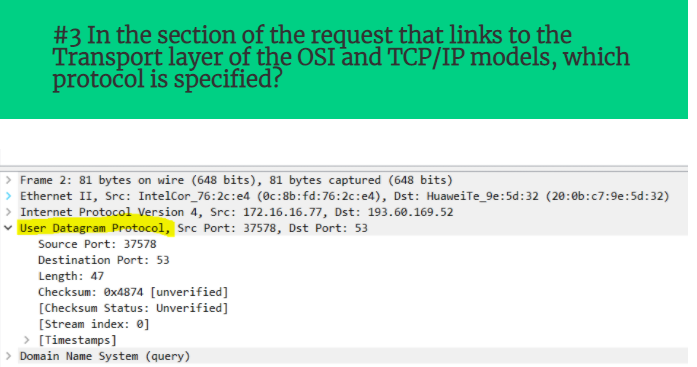 #3 In the section of the request that links to the
Transport layer of the OSI and TCP/IP models, which
protocol is specified?
Frame 2: 81 bytes on wire (648 bits), 81 bytes captured (648 bits)
Ethernet II, Src: IntelCor_76:2c:e4 (0c:8b:fd:76:2c:e4), Dst: HuaweiTe_9e:5d:32 (20:0b:c7:9e:5d:32)
Internet Protocol Version 4, Src: 172.16.16.77, Dst: 193.60.169.52
User Datagram Protocol, Src Port: 37578, Dst Port: 53
Source Port: 37578
Destination Port: 53
Length: 47
Checksum: 0x4874 [unverified]
[Checksum Status: Unverified]
[Stream index: 0]
[Timestamps]
Domain Name System (query)